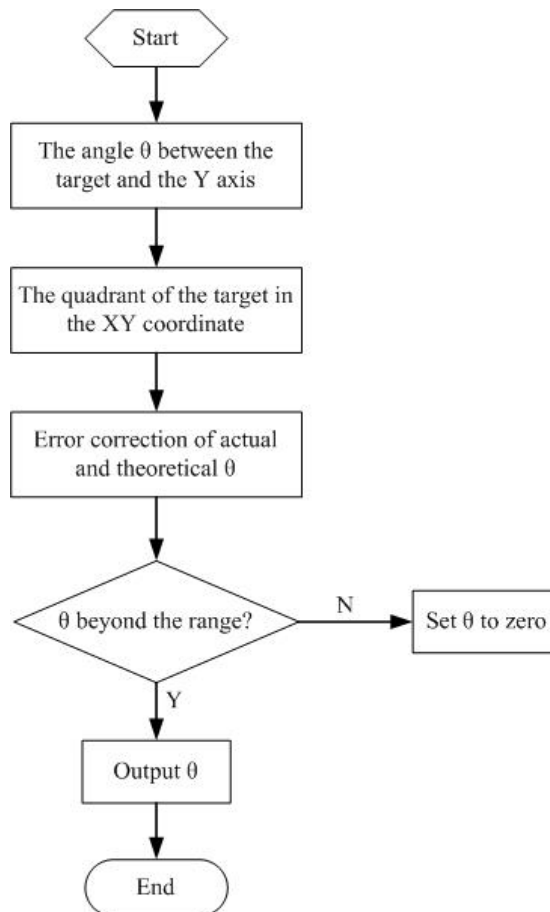 Start
The angle θ between the
target and the Y axis
The quadrant of the target in
the XY coordinate
Error correction of actual
and theoretical θ
θ beyond the range?
N
Set θ to zero
Y
Output θ
End